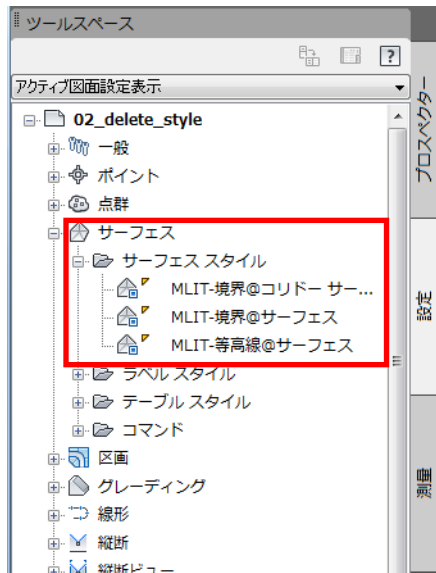 ツールスペース
?
アクティブ図面設定表示
02_delete_style
一般
ポイント
点群
サーフェス
サーフェス スタイル
MLIT-境界@コリドー サー...
MLIT-境界@サーフェス
MLIT-等高線@サーフェス
ラベル スタイル
テーブル スタイル
コマンド
区画
グレーディング
線形
縦断
縦断ビュー
プロスペクター
設定
測量